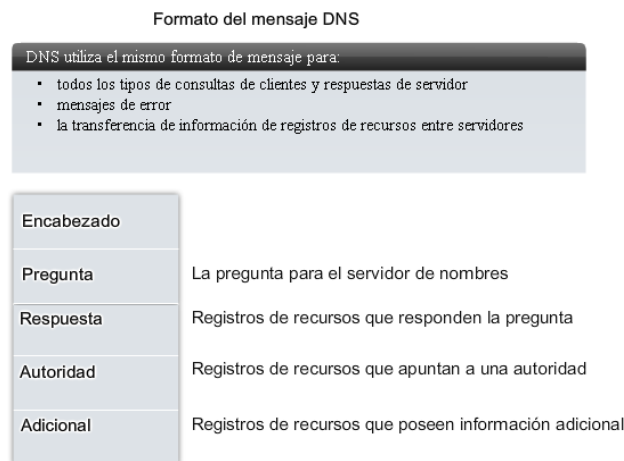 Formato del mensaje DNS
DNS utiliza el mismo formato de mensaje para:
• todos los tipos de consultas de clientes y respuestas de servidor
• mensajes de error
• la transferencia de información de registros de recursos entre servidores
Encabezado
Pregunta La pregunta para el servidor de nombres
Respuesta Registros de recursos que responden la pregunta
Autoridad Registros de recursos que apuntan a una autoridad
Adicional Registros de recursos que poseen información adicional